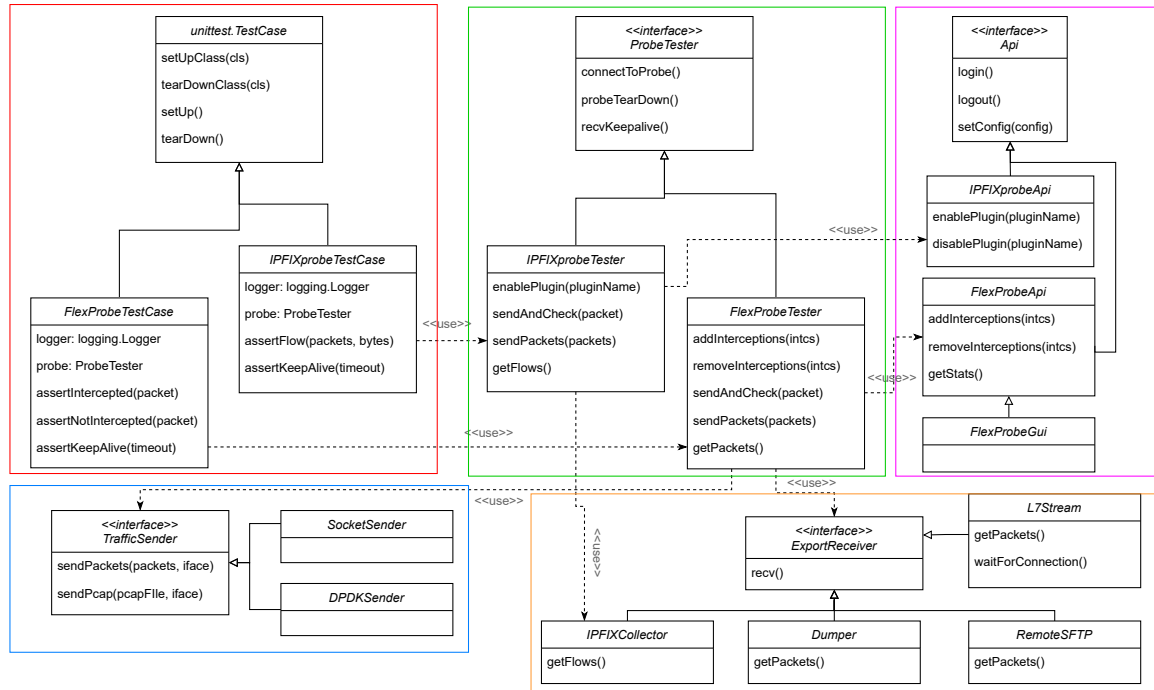 unittest.TestCase
setUpClass(cls)
tearDownClass(cls)
setUp()
tearDown()
IPFIXprobeTestCase
logger: logging.Logger
probe: ProbeTester
assertFlow(packets, bytes)
assertKeepAlive(timeout)
FlexProbeTestCase
logger: logging.Logger
probe: ProbeTester
assertIntercepted(packet)
assertNotIntercepted(packet)
assertKeepAlive(timeout)
<<use>>
<<use>>
<<interface>>
ProbeTester
connectToProbe()
probeTearDown()
recvKeepalive()
IPFIXprobeTester
enablePlugin(pluginName)
sendAndCheck(packet)
sendPackets(packets)
getFlows()
FlexProbeTester
addInterceptions(intcs)
removeInterceptions(intcs)
sendAndCheck(packet)
sendPackets(packets)
getPackets()
<<use>>
<<use>>
<<interface>>
Api
login()
logout()
setConfig(config)
IPFIXprobeApi
enablePlugin(pluginName)
disablePlugin(pluginName)
FlexProbeApi
addInterceptions(intcs)
removeInterceptions(intcs)
getStats()
FlexProbeGui
<<use>>
<<use>>
<<use>>
<<interface>>
TrafficSender
sendPackets(packets, iface)
sendPcap(pcapFIle, iface)
SocketSender
DPDKSender
<<interface>>
ExportReceiver
recv()
L7Stream
getPackets()
waitForConnection()
IPFIXCollector
getFlows()
Dumper
getPackets()
RemoteSFTP
getPackets()